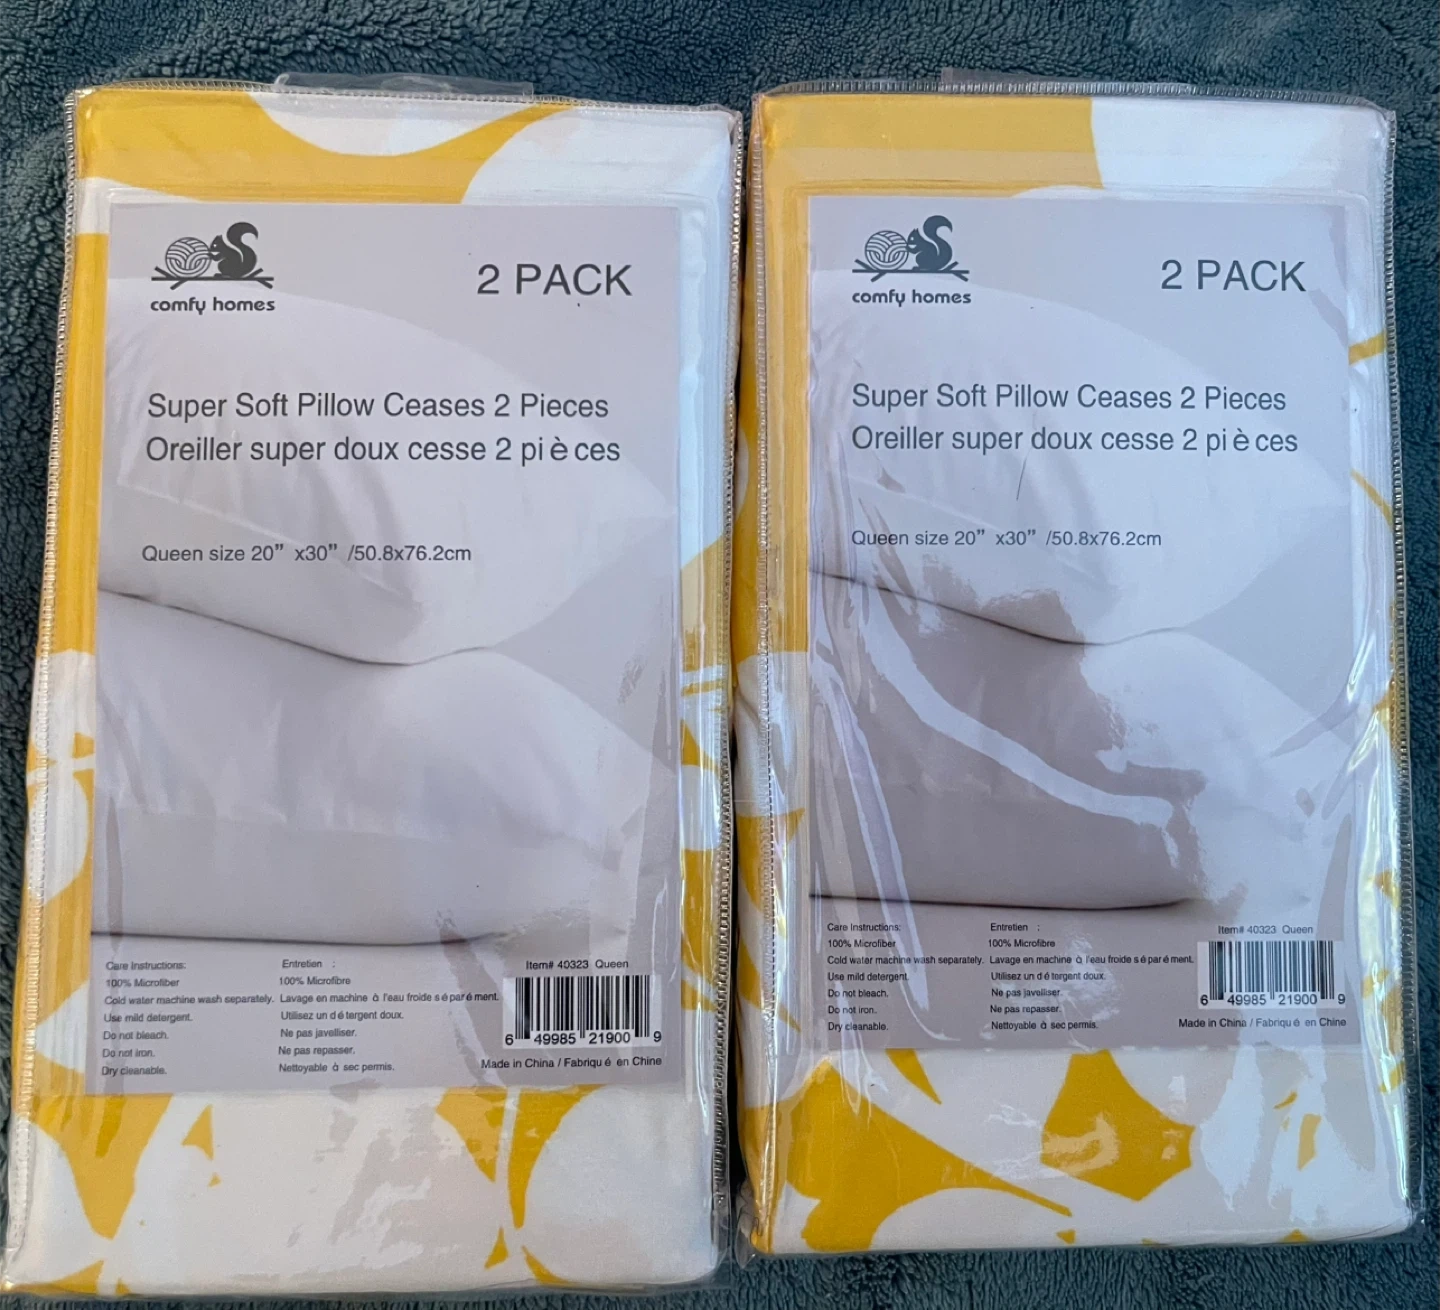 comfy homes
2 PACK
Super Soft Pillow Ceases 2 Pieces
Oreiller super doux cesse 2 pi è ces
Queen size 20” x30” /50.8x76.2cm
Care Instructions:
100% Microfiber
Cold water machine wash separately.
Use mild detergent.
Do not bleach.
Do not iron.
Dry cleanable.
Entretien :
100% Microfibre
Lavage en machine à l'eau froide s é par é ment.
Utilisez un d é tergent doux.
Ne pas javelliser.
Ne pas repasser.
Nettoyable à sec permis.
Item# 40323 Queen
6 49985 21900 9
Made in China / Fabriqu é en Chine
comfy homes
2 PACK
Super Soft Pillow Ceases 2 Pieces
Oreiller super doux cesse 2 pi è ces
Queen size 20” x30” /50.8x76.2cm
Care Instructions:
100% Microfiber
Cold water machine wash separately.
Use mild detergent.
Do not bleach.
Do not iron.
Dry cleanable.
Entretien :
100% Microfibre
Lavage en machine à l'eau froide s é par é ment.
Utilisez un d é tergent doux.
Ne pas javelliser.
Ne pas repasser.
Nettoyable à sec permis.
Item# 40323 Queen
6 49985 21900 9
Made in China / Fabriqu é en Chine